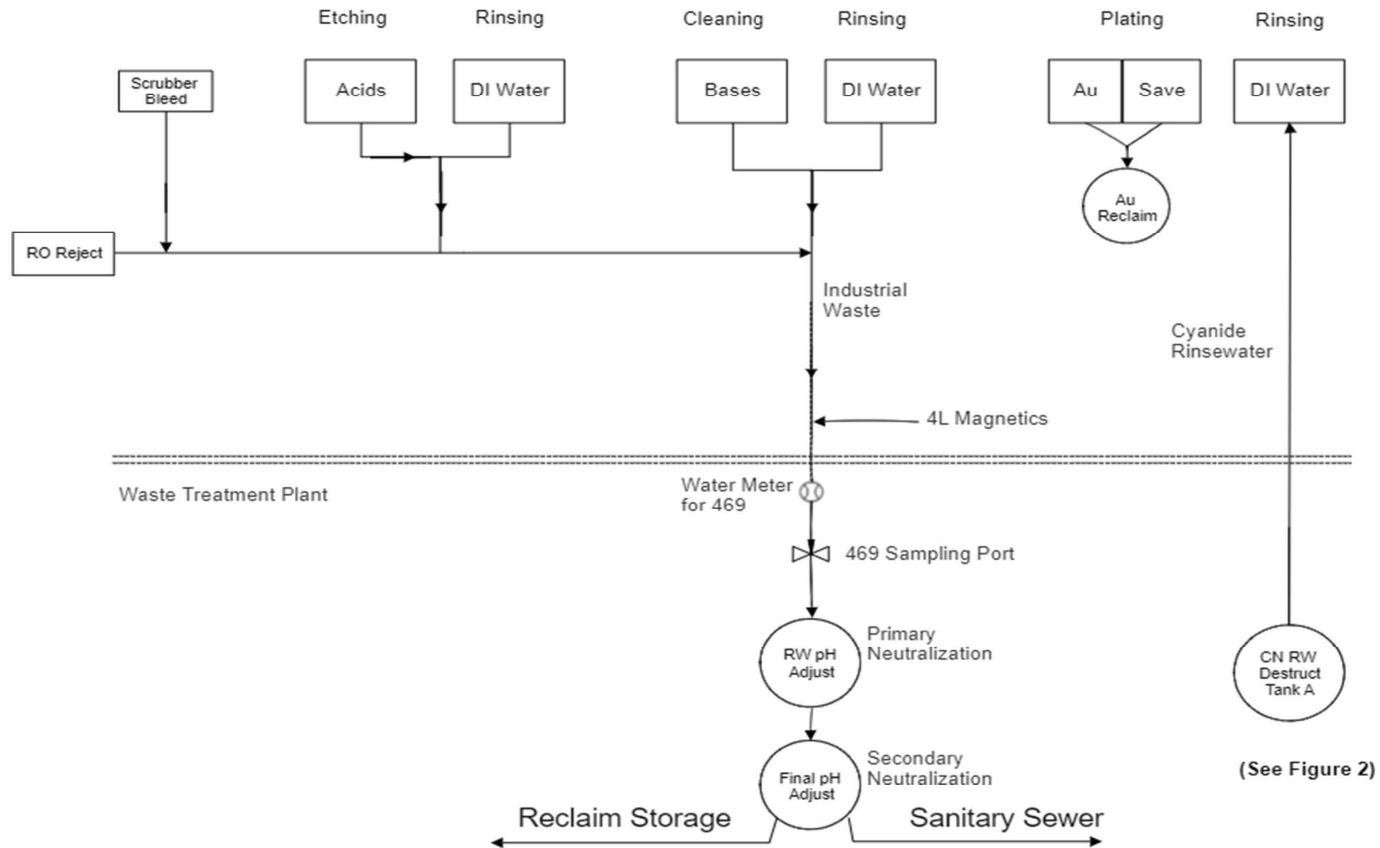 Etching
Rinsing
Cleaning
Rinsing
Plating
Rinsing
Scrubber
Bleed
Acids
DI Water
Bases
DI Water
Au
Save
DI Water
Au
Reclaim
RO Reject
Industrial
Waste
Cyanide
Rinsewater
4L Magnetics
Waste Treatment Plant
Water Meter
for 469
469 Sampling Port
RW pH
Adjust
Primary
Neutralization
CN RW
Destruct
Tank A
Final pH
Adjust
Secondary
Neutralization
(See Figure 2)
Reclaim Storage
Sanitary Sewer